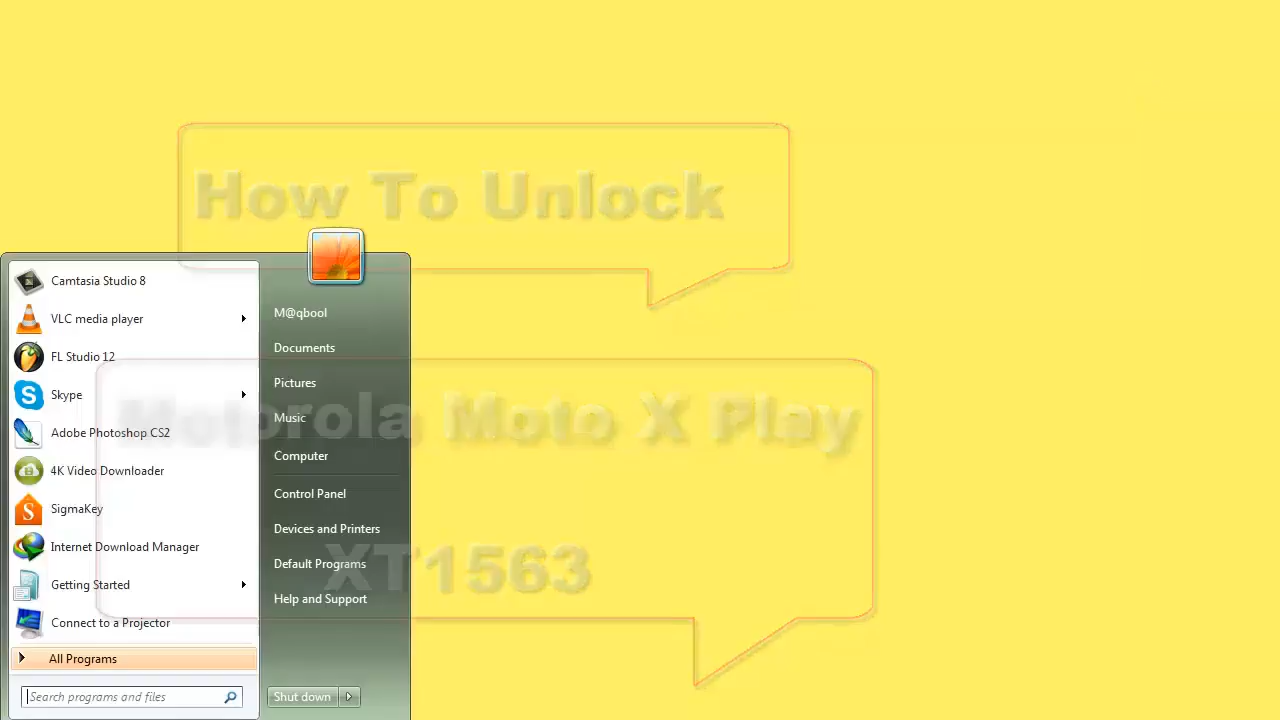 How To Unlock
Motorola Moto X Play
XT1563
Camtasia Studio 8
VLC media player
FL Studio 12
Skype
Adobe Photoshop CS2
4K Video Downloader
SigmaKey
Internet Download Manager
Getting Started
Connect to a Projector
All Programs
Search programs and files
M@qbool
Documents
Pictures
Music
Computer
Control Panel
Devices and Printers
Default Programs
Help and Support
Shut down